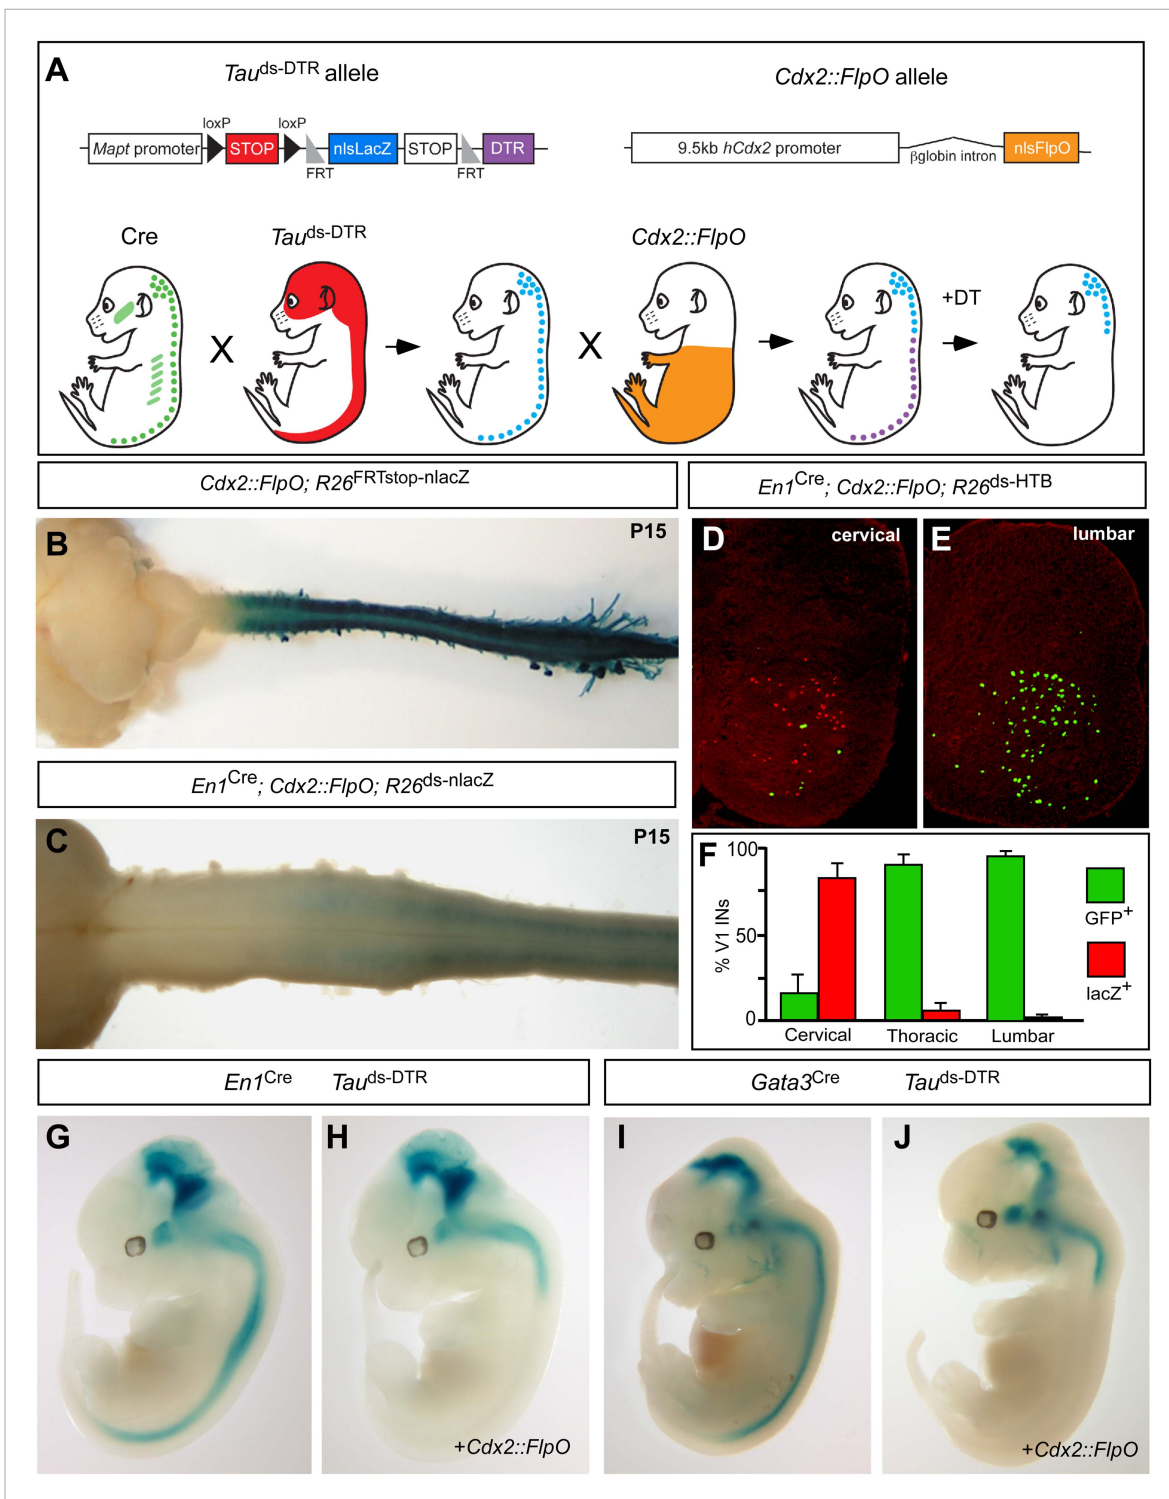 A
Tau^ds-DTR allele
Cdx2::FlpO allele
loxP loxP
Mapt promoter STOP nlsLacZ STOP DTR
FRT FRT
9.5kb hCdx2 promoter βglobin intron nlsFlpO
Cre Tau^ds-DTR Cdx2::FlpO
X X +DT
Cdx2::FlpO; R26^FRTstop-nlacZ
En1^Cre; Cdx2::FlpO; R26^ds-HTB
B P15
D cervical
E lumbar
En1^Cre; Cdx2::FlpO; R26^ds-nlacZ
C P15
F
% V1 INs
100
50
0
Cervical Thoracic Lumbar
GFP+
lacZ+
En1^Cre Tau^ds-DTR
Gata3^Cre Tau^ds-DTR
G
H
+Cdx2::FlpO
I
J
+Cdx2::FlpO